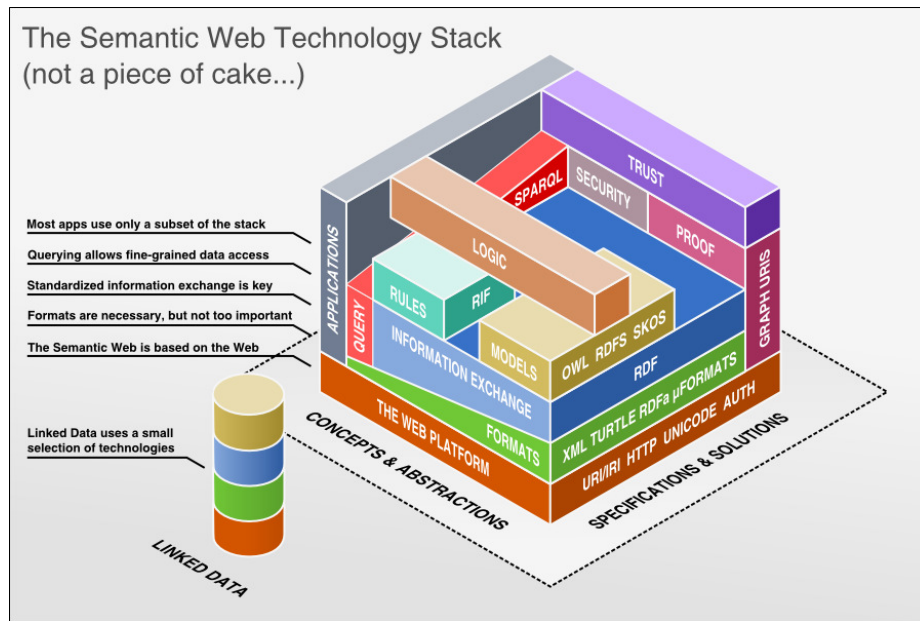 The Semantic Web Technology Stack
(not a piece of cake...)
Most apps use only a subset of the stack
Querying allows fine-grained data access
Standardized information exchange is key
Formats are necessary, but not too important
The Semantic Web is based on the Web
Linked Data uses a small
selection of technologies
LINKED DATA
APPLICATIONS
QUERY
RULES
RIF
LOGIC
SPARQL
SECURITY
TRUST
PROOF
GRAPH URIS
MODELS
OWL RDFS SKOS
INFORMATION EXCHANGE
RDF
FORMATS
XML TURTLE RDFa µFORMATS
THE WEB PLATFORM
URI/IRI HTTP UNICODE AUTH
CONCEPTS & ABSTRACTIONS
SPECIFICATIONS & SOLUTIONS